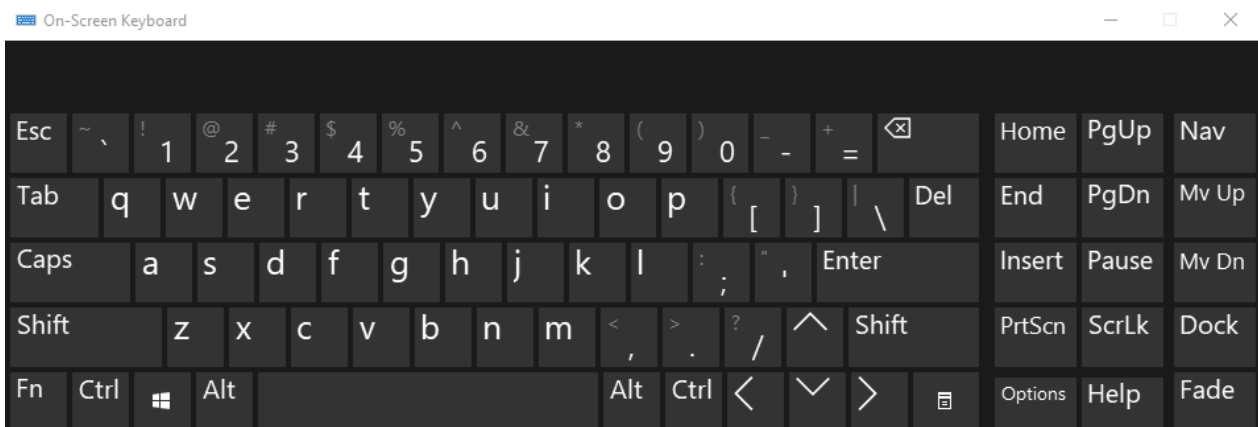 On-Screen Keyboard
Esc ~ ` ! 1 @ 2 # 3 $ 4 % 5 ^ 6 & 7 * 8 ( 9 ) 0 _ - + = Home PgUp Nav
Tab q w e r t y u i o p { [ } ] | \ Del End PgDn Mv Up
Caps a s d f g h j k l : ; " ' Enter Insert Pause Mv Dn
Shift z x c v b n m < , > . ? / Shift PrtScn ScrLk Dock
Fn Ctrl Alt Alt Ctrl Options Help Fade